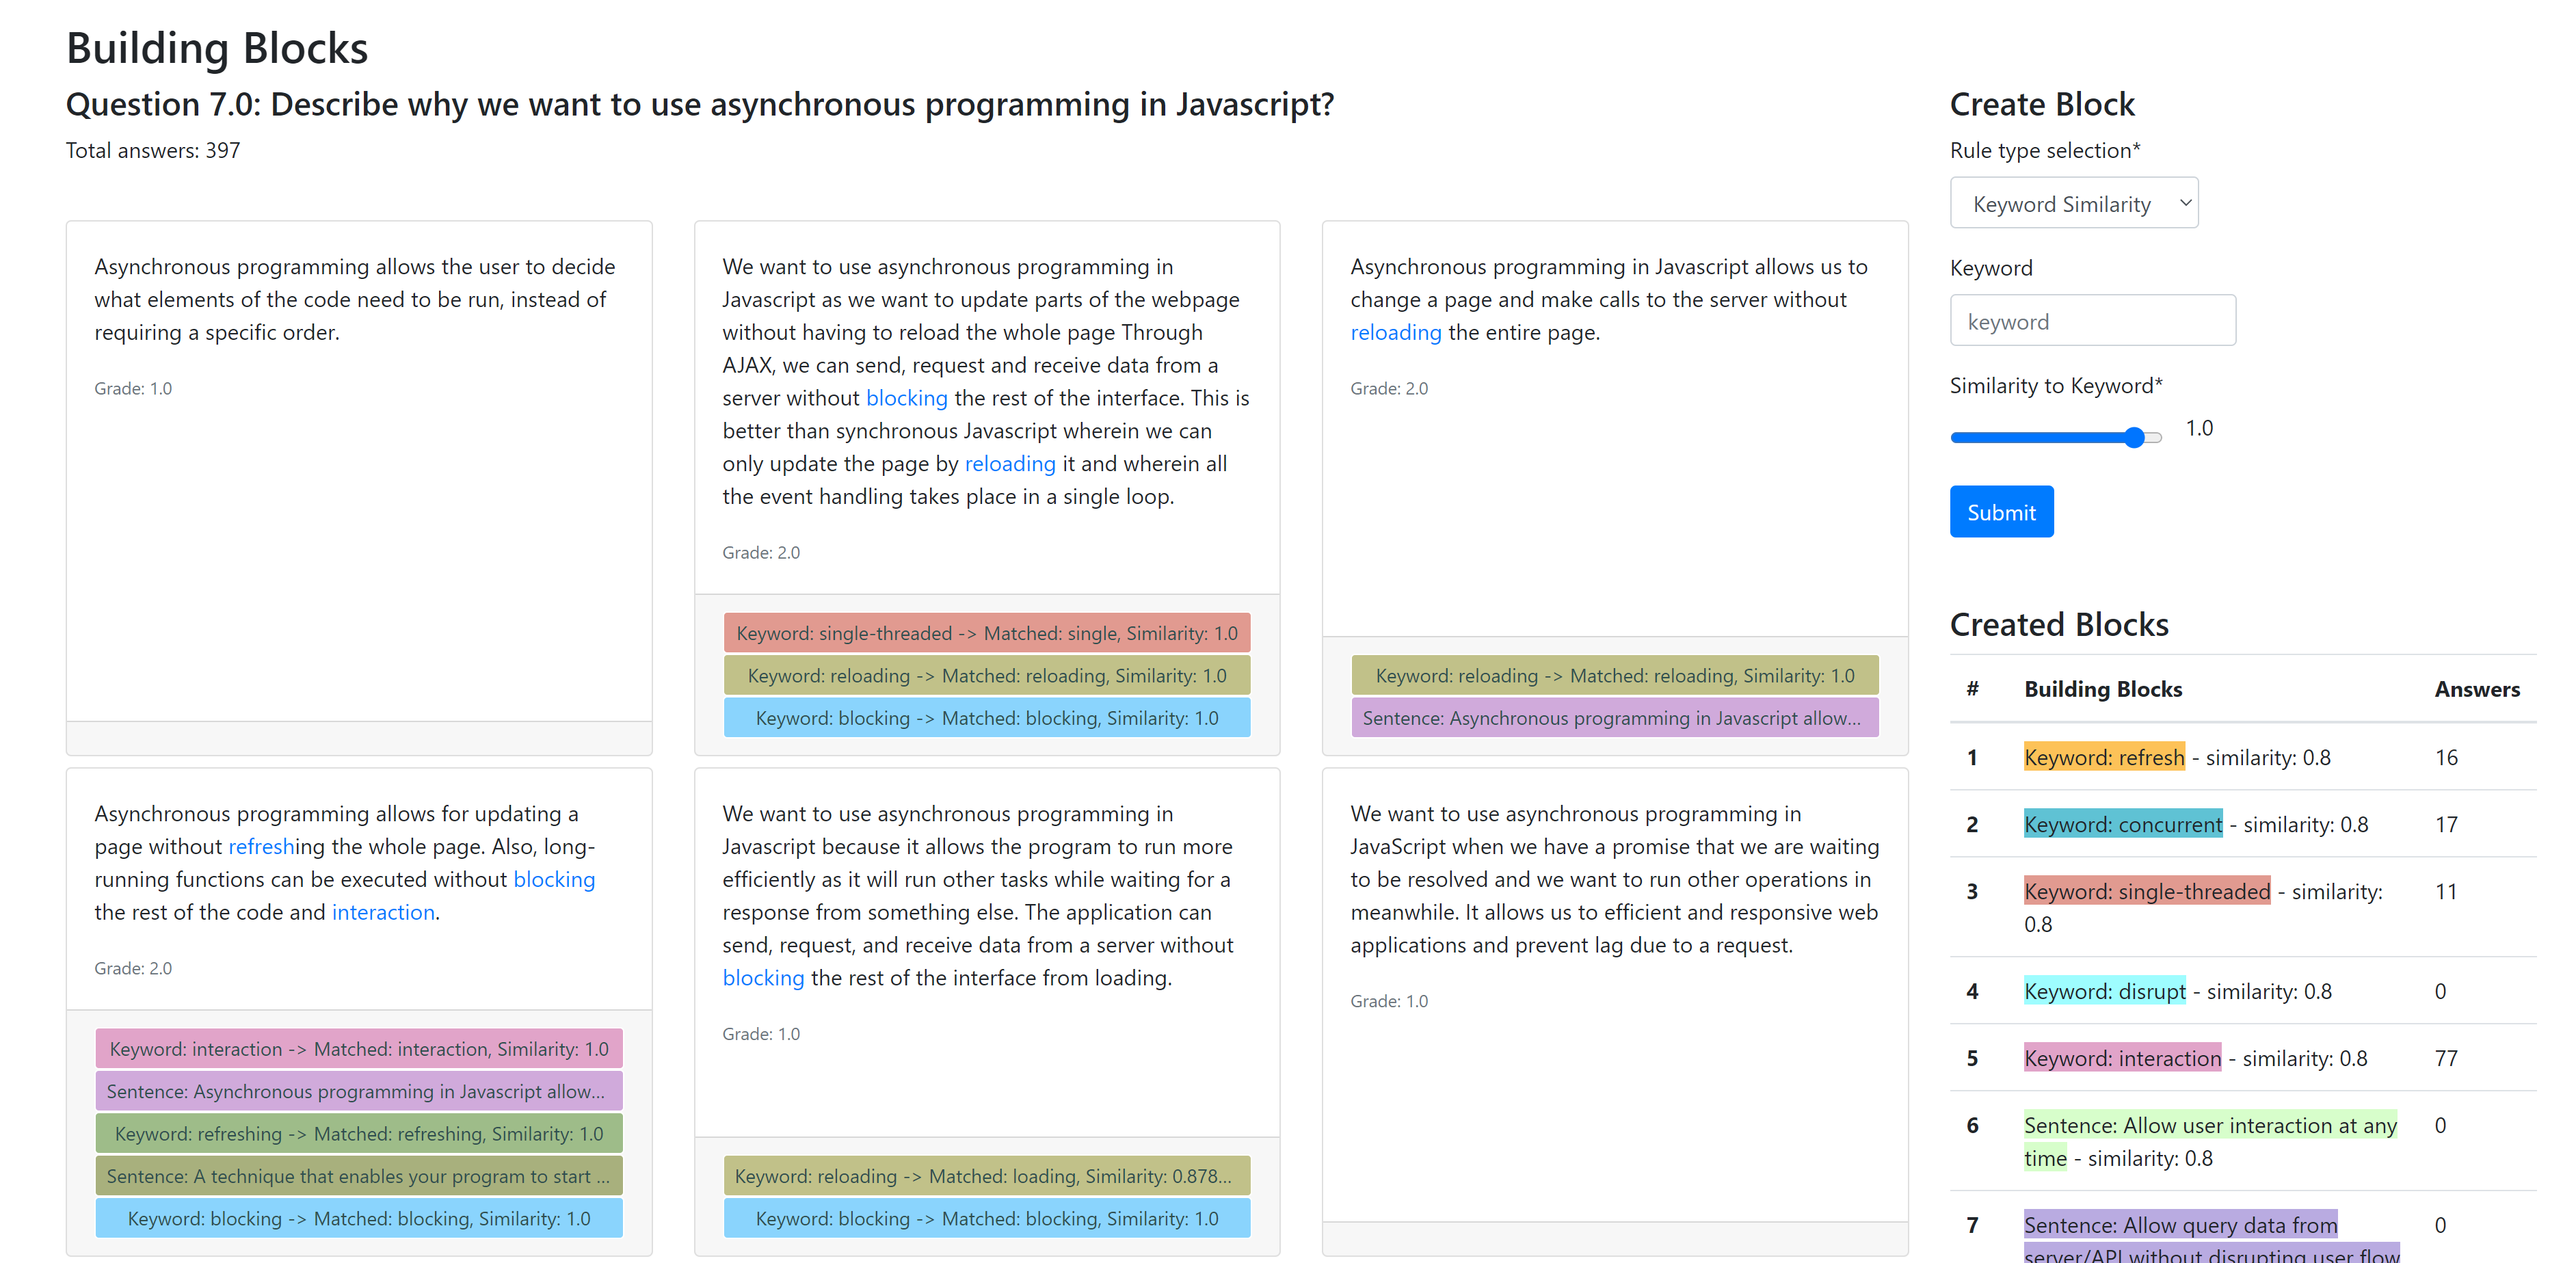 Building Blocks
Question 7.0: Describe why we want to use asynchronous programming in Javascript?
Total answers: 397
Asynchronous programming allows the user to decide
what elements of the code need to be run, instead of
requiring a specific order.
Grade: 1.0
We want to use asynchronous programming in
Javascript as we want to update parts of the webpage
without having to reload the whole page Through
AJAX, we can send, request and receive data from a
server without blocking the rest of the interface. This is
better than synchronous Javascript wherein we can
only update the page by reloading it and wherein all
the event handling takes place in a single loop.
Grade: 2.0
Keyword: single-threaded -> Matched: single, Similarity: 1.0
Keyword: reloading -> Matched: reloading, Similarity: 1.0
Keyword: blocking -> Matched: blocking, Similarity: 1.0
Asynchronous programming in Javascript allows us to
change a page and make calls to the server without
reloading the entire page.
Grade: 2.0
Keyword: reloading -> Matched: reloading, Similarity: 1.0
Sentence: Asynchronous programming in Javascript allow...
Asynchronous programming allows for updating a
page without refreshing the whole page. Also, long-
running functions can be executed without blocking
the rest of the code and interaction.
Grade: 2.0
Keyword: interaction -> Matched: interaction, Similarity: 1.0
Sentence: Asynchronous programming in Javascript allow...
Keyword: refreshing -> Matched: refreshing, Similarity: 1.0
Sentence: A technique that enables your program to start ...
Keyword: blocking -> Matched: blocking, Similarity: 1.0
We want to use asynchronous programming in
Javascript because it allows the program to run more
efficiently as it will run other tasks while waiting for a
response from something else. The application can
send, request, and receive data from a server without
blocking the rest of the interface from loading.
Grade: 1.0
Keyword: reloading -> Matched: loading, Similarity: 0.878...
Keyword: blocking -> Matched: blocking, Similarity: 1.0
We want to use asynchronous programming in
JavaScript when we have a promise that we are waiting
to be resolved and we want to run other operations in
meanwhile. It allows us to efficient and responsive web
applications and prevent lag due to a request.
Grade: 1.0
Create Block
Rule type selection*
Keyword Similarity
Keyword
keyword
Similarity to Keyword*
1.0
Submit
Created Blocks
# Building Blocks Answers
1 Keyword: refresh - similarity: 0.8 16
2 Keyword: concurrent - similarity: 0.8 17
3 Keyword: single-threaded - similarity: 11
0.8
4 Keyword: disrupt - similarity: 0.8 0
5 Keyword: interaction - similarity: 0.8 77
6 Sentence: Allow user interaction at any 0
time - similarity: 0.8
7 Sentence: Allow query data from 0
server/API without disrupting user flow